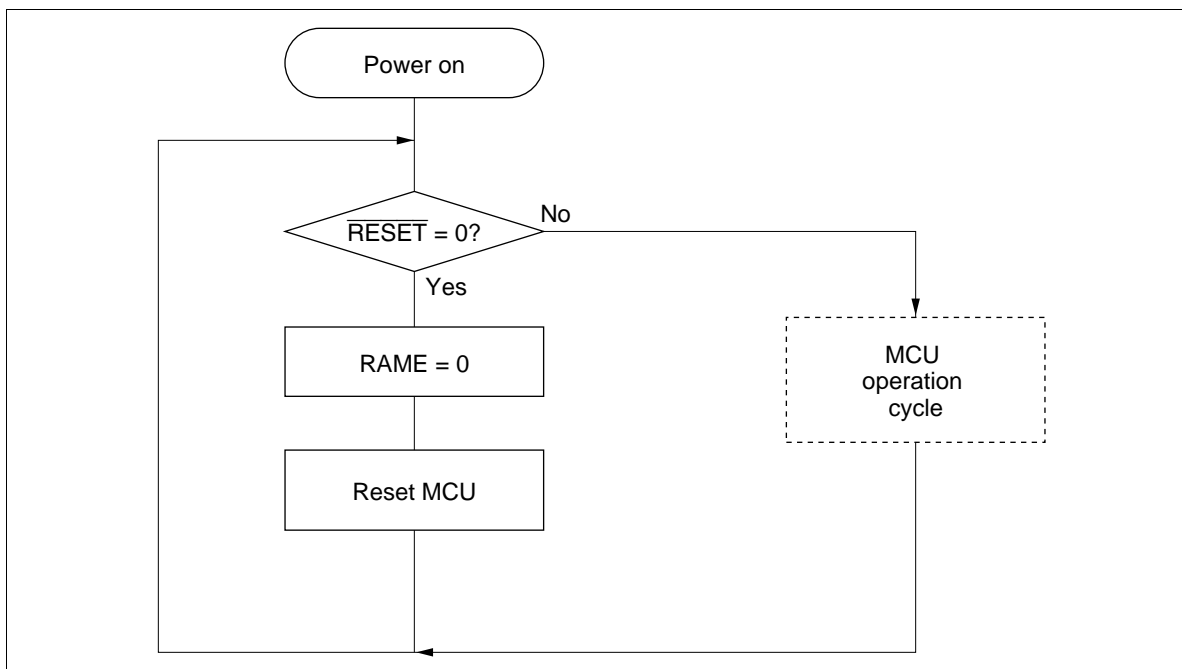 Power on
RESET = 0?
No
Yes
RAME = 0
MCU
operation
cycle
Reset MCU